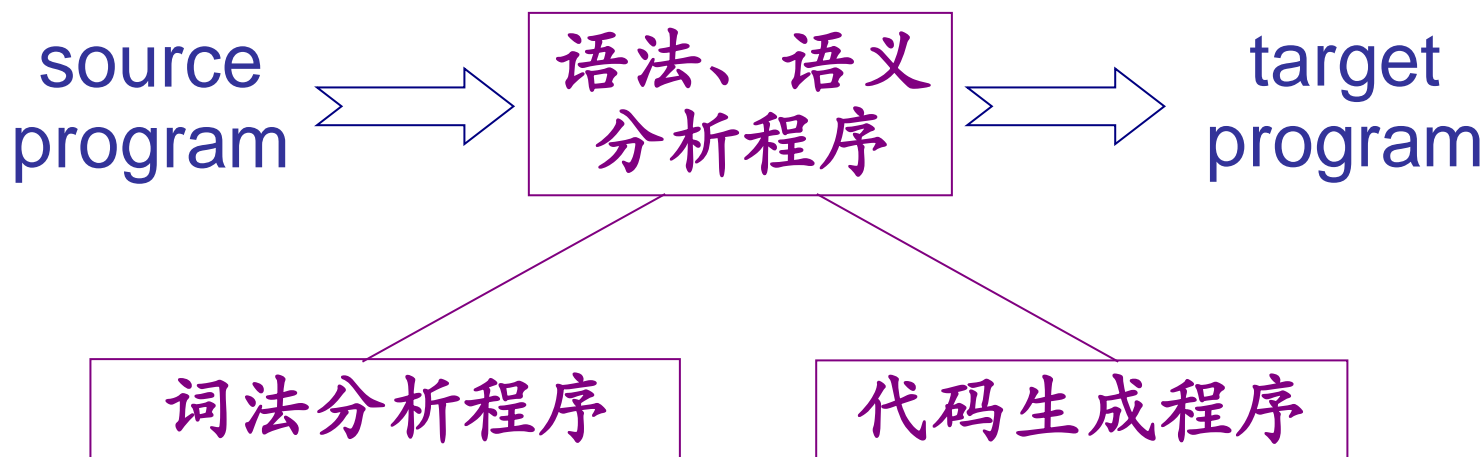 source
program
语法、语义
分析程序
target
program
词法分析程序
代码生成程序